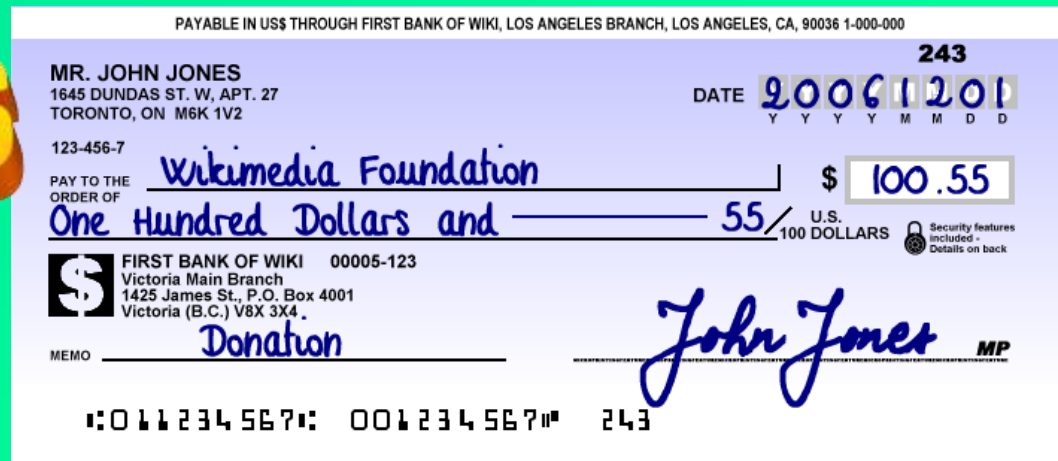 PAYABLE IN US$ THROUGH FIRST BANK OF WIKI, LOS ANGELES BRANCH, LOS ANGELES, CA, 90036 1-000-000
243
MR. JOHN JONES
1645 DUNDAS ST. W, APT. 27
TORONTO, ON M6K 1V2
DATE 20061201
Y Y Y Y M M D D
123-456-7
PAY TO THE ORDER OF Wikimedia Foundation $ 100.55
One Hundred Dollars and 55/100 U.S. DOLLARS
Security features
included -
Details on back
$
FIRST BANK OF WIKI 00005-123
Victoria Main Branch
1425 James St., P.O. Box 4001
Victoria (B.C.) V8X 3X4
MEMO Donation
John Jones MP
⑆011234567⑆ 001234567⑈ 243